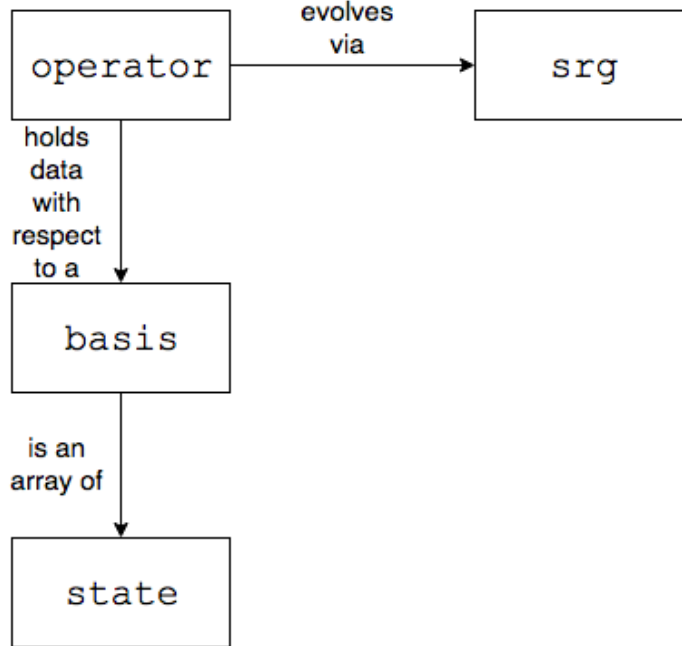 evolves
via
operator
srg
holds
data
with
respect
to a
basis
is an
array of
state